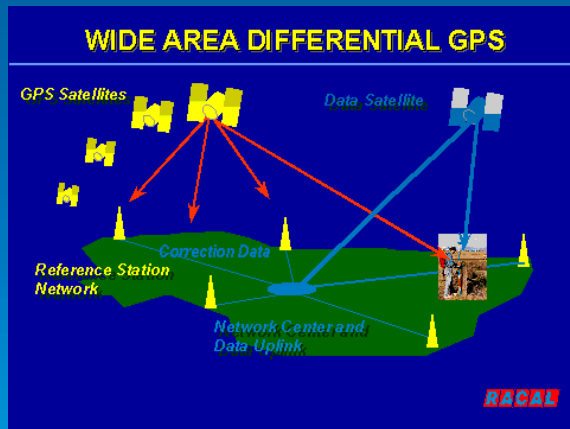 WIDE AREA DIFFERENTIAL GPS
GPS Satellites
Data Satellite
Correction Data
Reference Station
Network
Network Center and
Data Uplink
RACAL